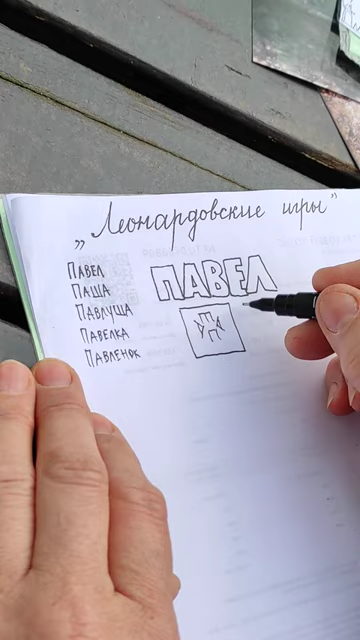 „Леонардовские игры"
ПАВЕЛ
ПАША
ПАВЛУША
ПАВЕЛКА
ПАВЛЕНОК
ПАВЕЛ